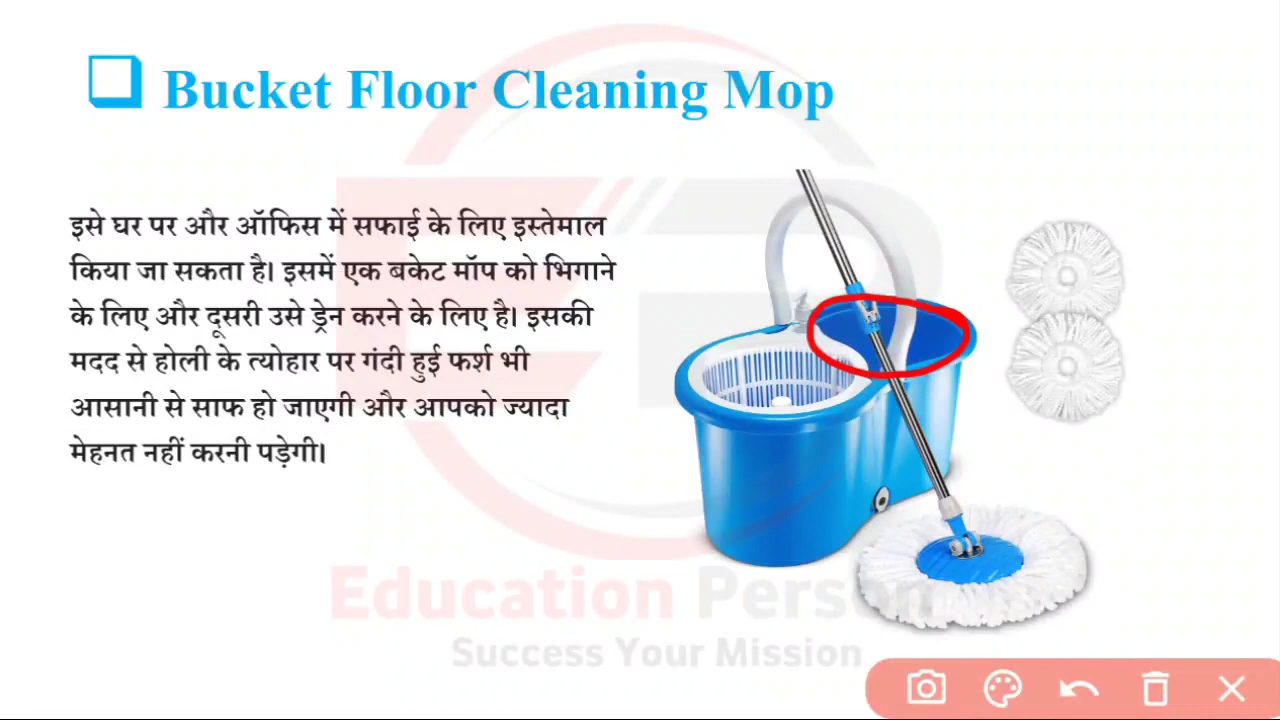 Bucket Floor Cleaning Mop
इसे घर पर और ऑफिस में सफाई के लिए इस्तेमाल
किया जा सकता है। इसमें एक बकेट मॉप को भिगाने
के लिए और दूसरी उसे ड्रेन करने के लिए है। इसकी
मदद से होली के त्योहार पर गंदी हुई फर्श भी
आसानी से साफ हो जाएगी और आपको ज्यादा
मेहनत नहीं करनी पड़ेगी।
Education Person
Success Your Mission